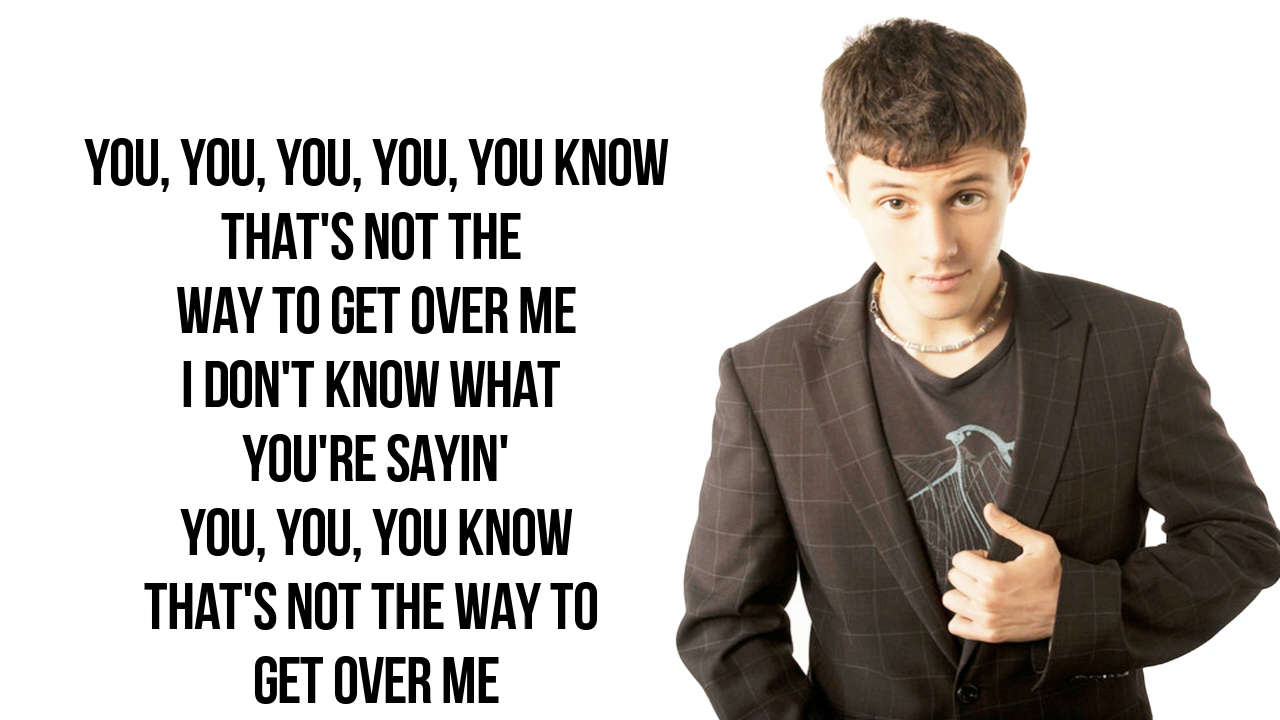 YOU, YOU, YOU, YOU, YOU KNOW
THAT'S NOT THE
WAY TO GET OVER ME
I DON'T KNOW WHAT
YOU'RE SAYIN'
YOU, YOU, YOU KNOW
THAT'S NOT THE WAY TO
GET OVER ME